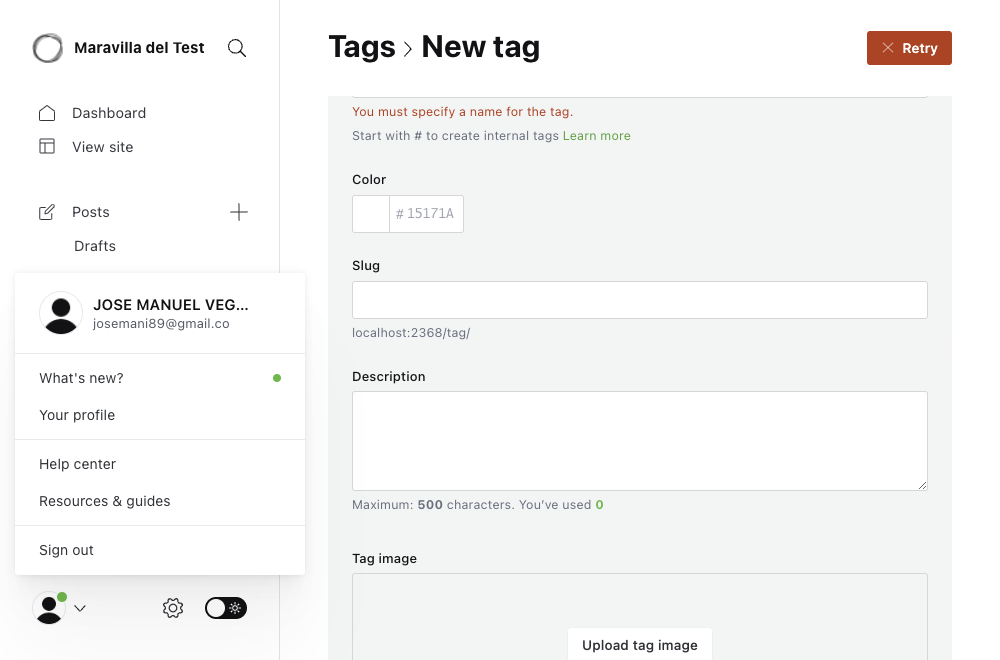 Maravilla del Test
Dashboard
View site
Posts
Drafts
JOSE MANUEL VEG...
josemani89@gmail.co
What's new?
Your profile
Help center
Resources & guides
Sign out
Tags > New tag
Retry
You must specify a name for the tag.
Start with # to create internal tags Learn more
Color
# 15171A
Slug
localhost:2368/tag/
Description
Maximum: 500 characters. You've used 0
Tag image
Upload tag image